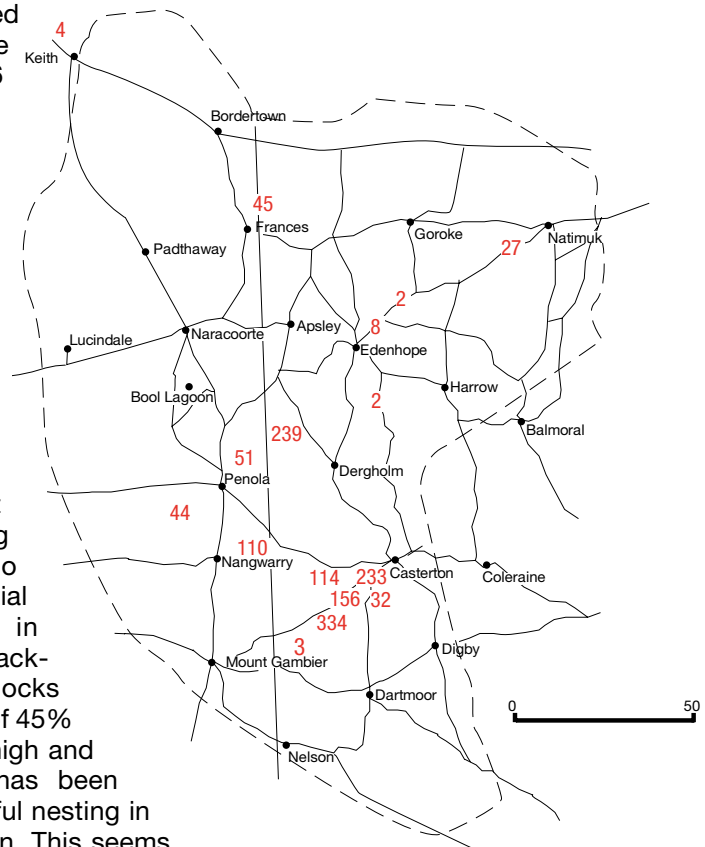 ed
4
Keith
e
6
Bordertown
45
Frances
Goroke
Natimuk
27
Padthaway
2
8
Lucindale
Naracoorte
Apsley
Edenhope
Bool Lagoon
Harrow
2
Balmoral
239
51
Dergholm
Penola
44
g
110
Nangwarry
o
114
233
Casterton
Coleraine
ial
156
32
in
334
ack-
3
Mount Gambier
Digby
ocks
0
50
Dartmoor
f 45%
high and
Nelson
has been
ful nesting in
n. This seems